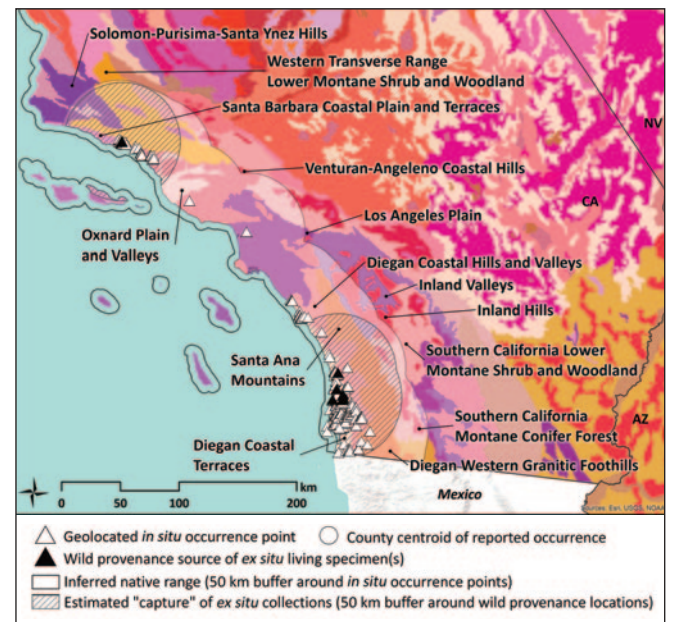 Solomon-Purisima-Santa Ynez Hills
Western Transverse Range
Lower Montane Shrub and Woodland
Santa Barbara Coastal Plain and Terraces
NV
Venturan-Angeleno Coastal Hills
CA
Los Angeles Plain
Oxnard Plain
and Valleys
Diegan Coastal Hills and Valleys
Inland Valleys
Inland Hills
Santa Ana
Mountains
Southern California Lower
Montane Shrub and Woodland
AZ
Southern California
Montane Conifer Forest
Diegan Coastal
Terraces
Diegan Western Granitic Foothills
km
0 50 100 200
Mexico
Sources: Esri, USGS, NOAA
Geolocated in situ occurrence point
County centroid of reported occurrence
Wild provenance source of ex situ living specimen(s)
Inferred native range (50 km buffer around in situ occurrence points)
Estimated "capture" of ex situ collections (50 km buffer around wild provenance locations)